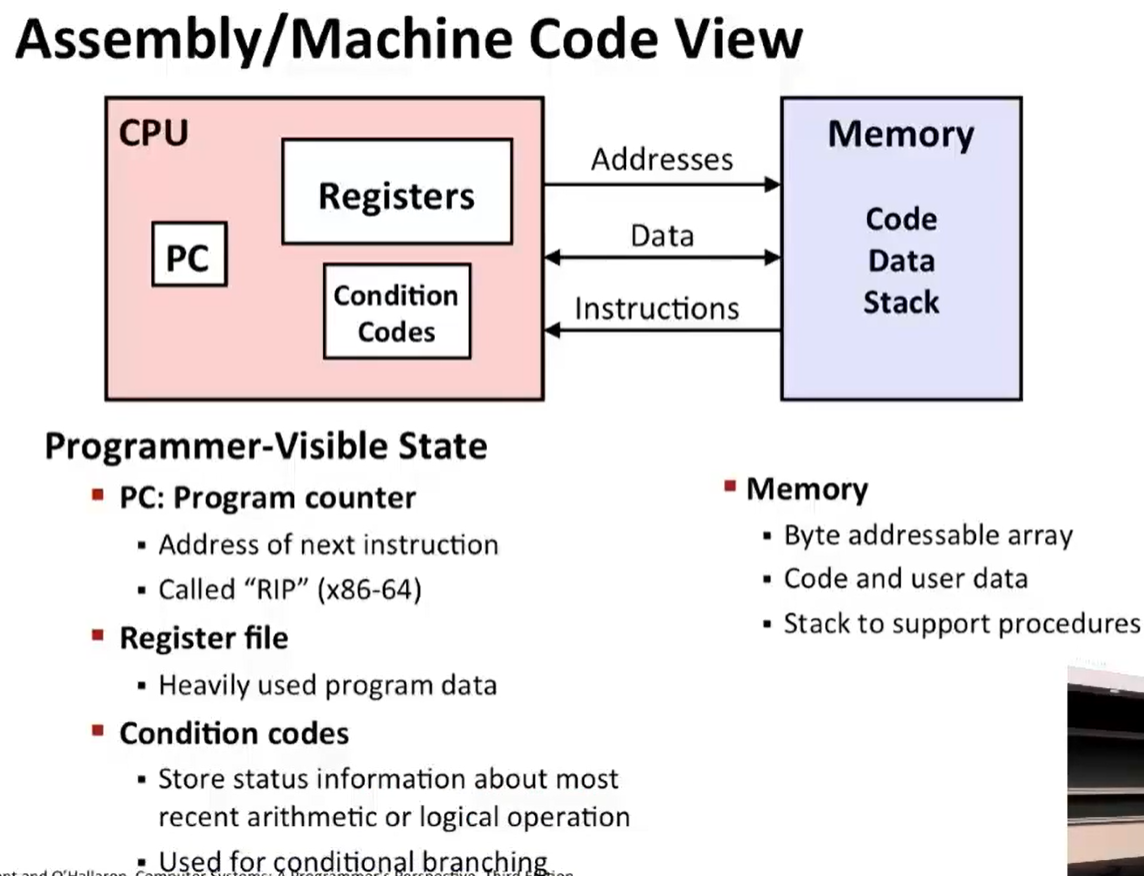 Assembly/Machine Code View
CPU
Registers
PC
Condition
Codes
Addresses
Data
Instructions
Memory
Code
Data
Stack
Programmer-Visible State
▪ PC: Program counter
▪ Address of next instruction
▪ Called “RIP” (x86-64)
▪ Register file
▪ Heavily used program data
▪ Condition codes
▪ Store status information about most
recent arithmetic or logical operation
▪ Used for conditional branching
▪ Memory
▪ Byte addressable array
▪ Code and user data
▪ Stack to support procedures
and O’Hallaron, Computer Systems: A Programmer’s Perspective, Third Edition